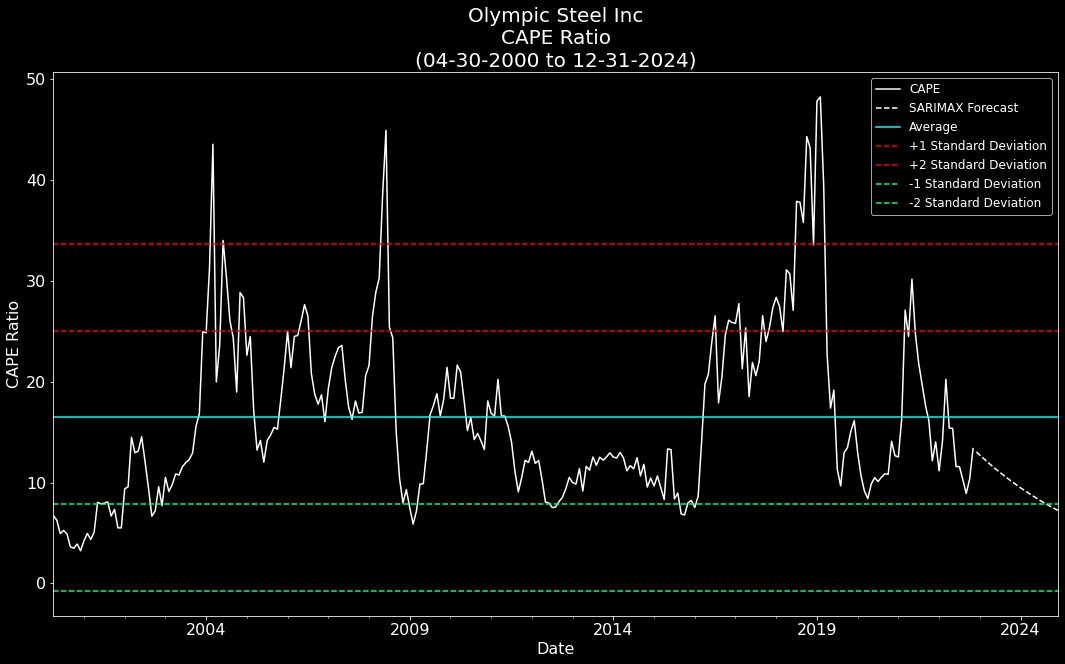 Olympic Steel Inc
CAPE Ratio
(04-30-2000 to 12-31-2024)
CAPE
SARIMAX Forecast
Average
+1 Standard Deviation
+2 Standard Deviation
-1 Standard Deviation
-2 Standard Deviation
50
40
30
20
10
0
CAPE Ratio
2004
2009
2014
2019
2024
Date